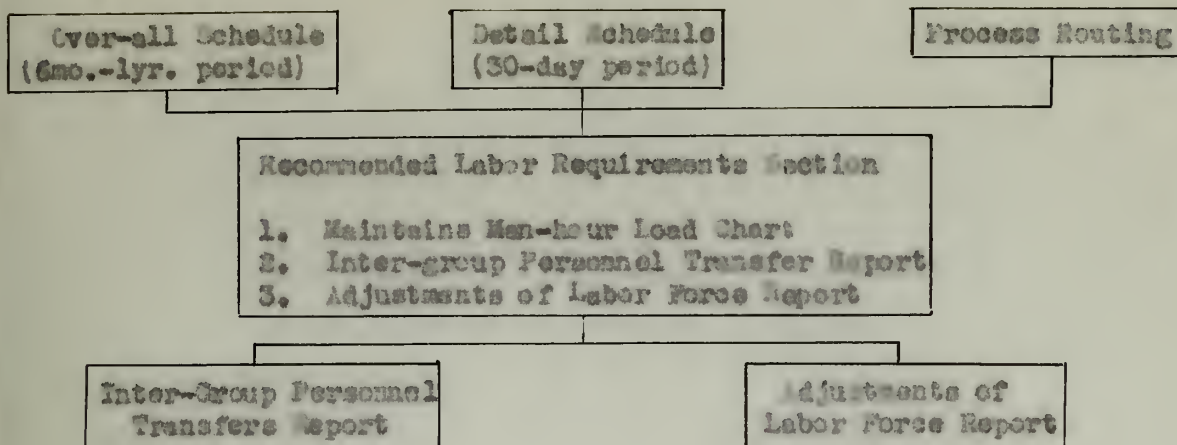 Over-all Schedule
(6mo.-1yr. period)
Detail Schedule
(30-day period)
Process Routing
Recommended Labor Requirements Section
1. Maintains Man-hour Load Chart
2. Inter-group Personnel Transfer Report
3. Adjustments of Labor Force Report
Inter-Group Personnel
Transfers Report
Adjustments of
Labor Force Report